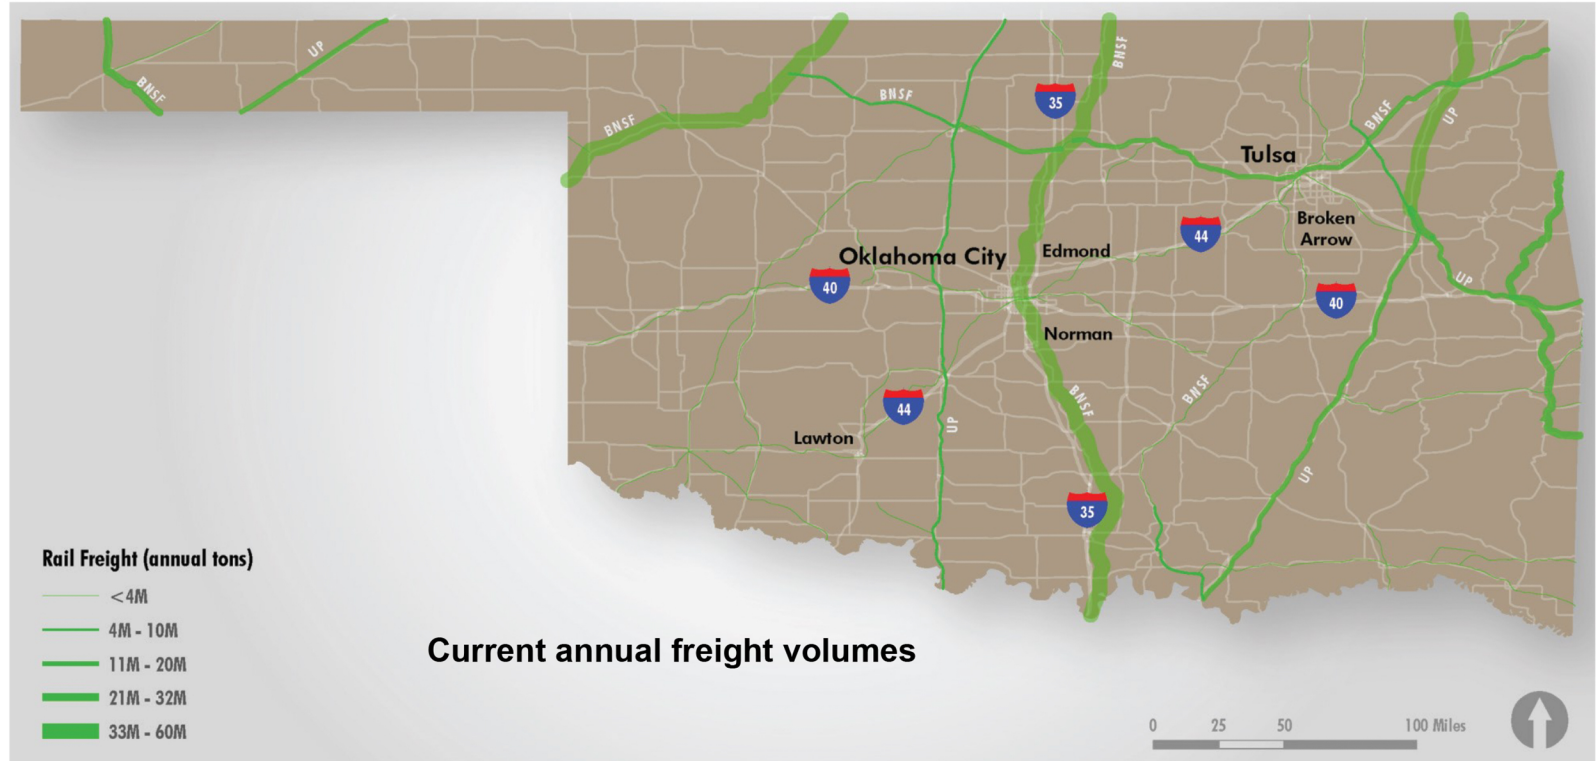 UP
BNSF
BNSF
BNSF
BNSF
35
BNSF
UP
Tulsa
Broken
Arrow
44
Edmond
Oklahoma City
40
UP
40
Norman
BNSF
BNSF
44
UP
Lawton
UP
35
Rail Freight (annual tons)
<4M
4M - 10M
11M - 20M
21M - 32M
33M - 60M
Current annual freight volumes
0 25 50 100 Miles